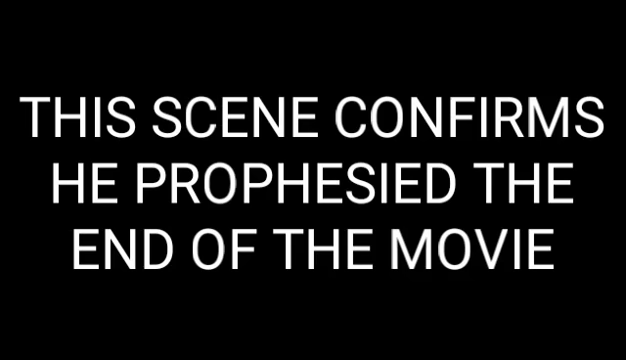 THIS SCENE CONFIRMS
HE PROPHESIED THE
END OF THE MOVIE